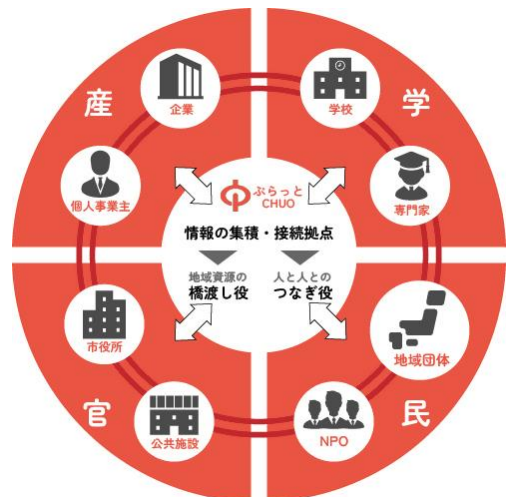 産
企業
個人事業主
学
学校
専門家
ぷらっと
CHUO
情報の集積・接続拠点
地域資源の
橋渡し役
人と人との
つなぎ役
官
市役所
公共施設
民
地域団体
NPO